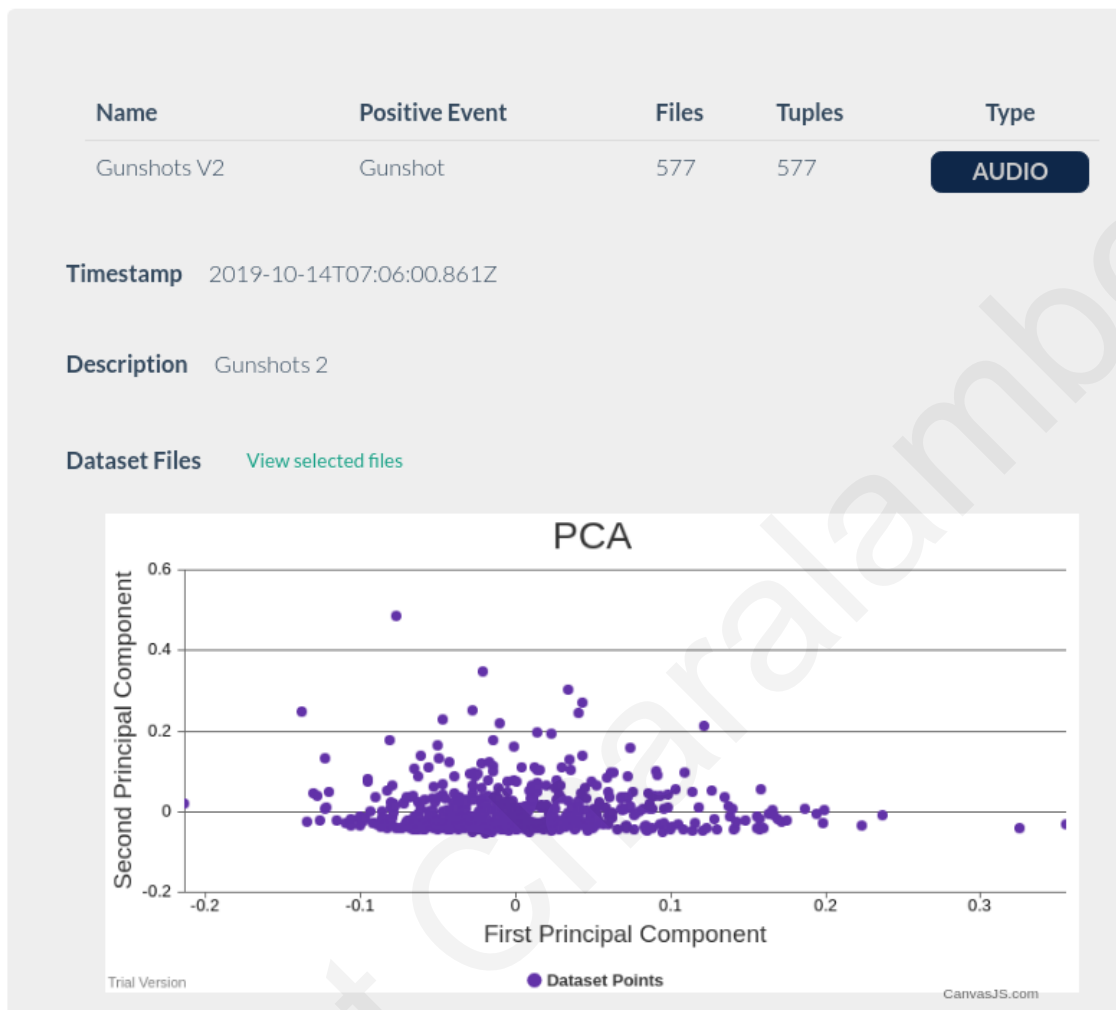 Name Positive Event Files Tuples Type
Gunshots V2 Gunshot 577 577 AUDIO
Timestamp 2019-10-14T07:06:00.861Z
Description Gunshots 2
Dataset Files View selected files
PCA
Second Principal Component
0.6
0.4
0.2
0
-0.2
-0.2 -0.1 0 0.1 0.2 0.3
First Principal Component
Dataset Points
Trial Version
CanvasJS.com